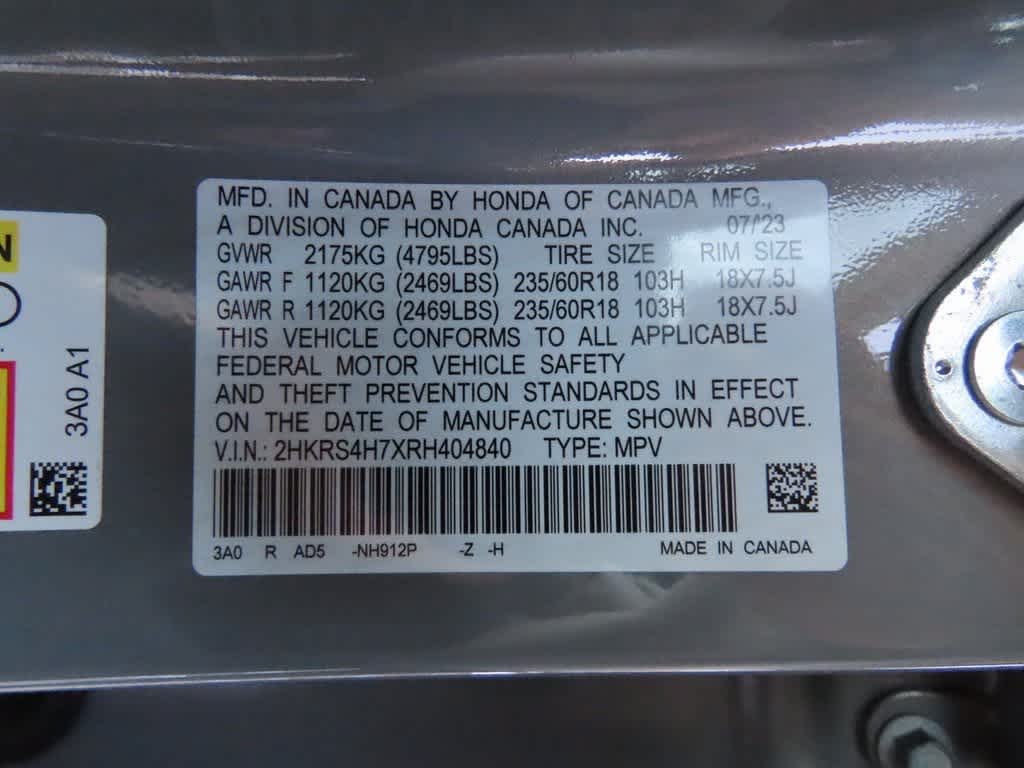 MFD. IN CANADA BY HONDA OF CANADA MFG.,
A DIVISION OF HONDA CANADA INC. 07/'23
GVWR 2175KG (4795LBS) TIRE SIZE RIM SIZE
GAWR F 1120KG (2469LBS) 235/60R18 103H 18X7.5J
GAWR R 1120KG (2469LBS) 235/60R18 103H 18X7.5J
THIS VEHICLE CONFORMS TO ALL APPLICABLE
FEDERAL MOTOR VEHICLE SAFETY
AND THEFT PREVENTION STANDARDS IN EFFECT
ON THE DATE OF MANUFACTURE SHOWN ABOVE.
V.I.N.: 2HKRS4H7XRH404840 TYPE: MPV
3A0 R AD5 -NH912P -Z -H MADE IN CANADA
N
3A0 A1